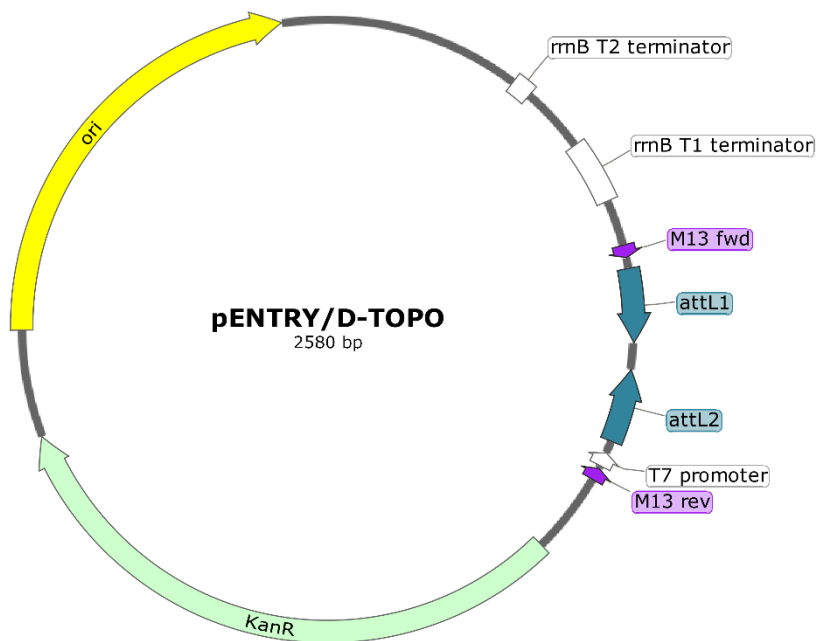 rrnB T2 terminator
ori
rrnB T1 terminator
M13 fwd
attL1
pENTRY/D-TOPO
2580 bp
attL2
T7 promoter
M13 rev
KanR